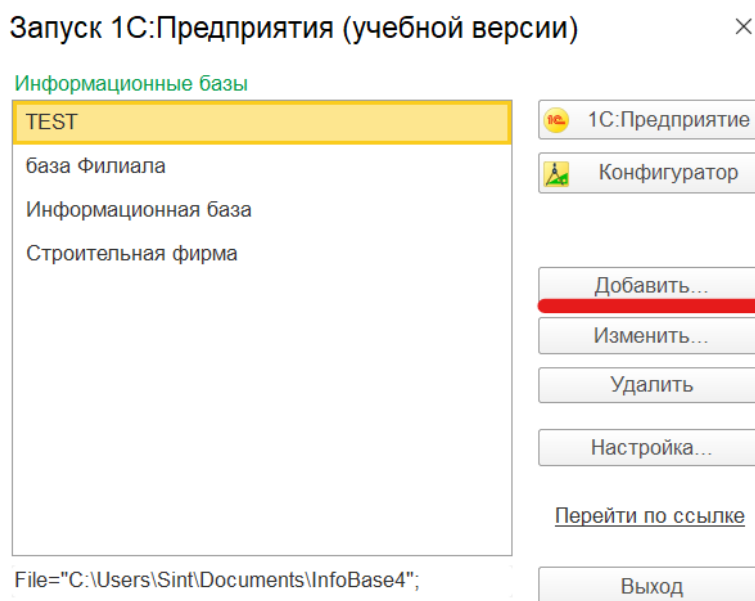 Запуск 1С:Предприятия (учебной версии)
Информационные базы
TEST
база Филиала
Информационная база
Строительная фирма
1С:Предприятие
Конфигуратор
Добавить...
Изменить...
Удалить
Настройка...
Перейти по ссылке
File="C:\Users\Sint\Documents\InfoBase4";
Выход